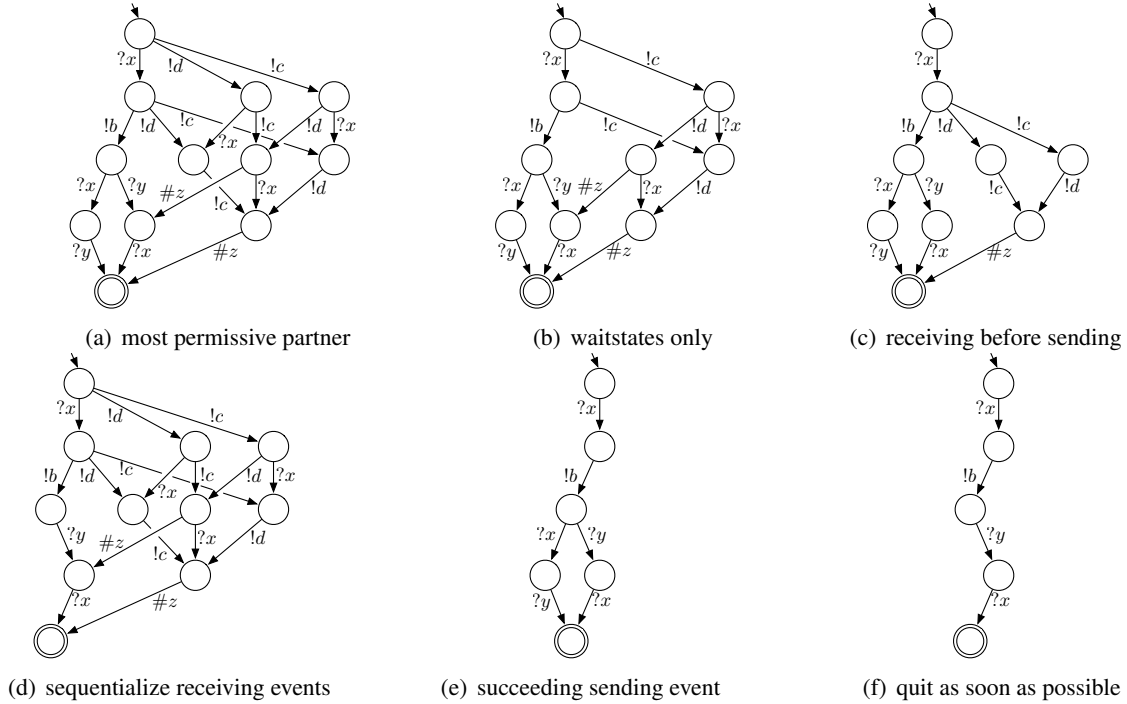 ?x !d !c
?x
?x
!b !d !c ?x !c !d ?x
!b !c !d ?x
!b !d !c
?x ?y #z !c ?x !d
?x ?y #z ?x !d
?x ?y !c !d
?y ?x #z
?y ?x #z
?y ?x #z
(a) most permissive partner
(b) waitstates only
(c) receiving before sending
?x !d !c
?x
?x
!b !d !c ?x !c !d ?x
!b
!b
?y #z !c ?x !d
?x ?y
?y
?x #z
?y ?x
?x
(d) sequentialize receiving events
(e) succeeding sending event
(f) quit as soon as possible